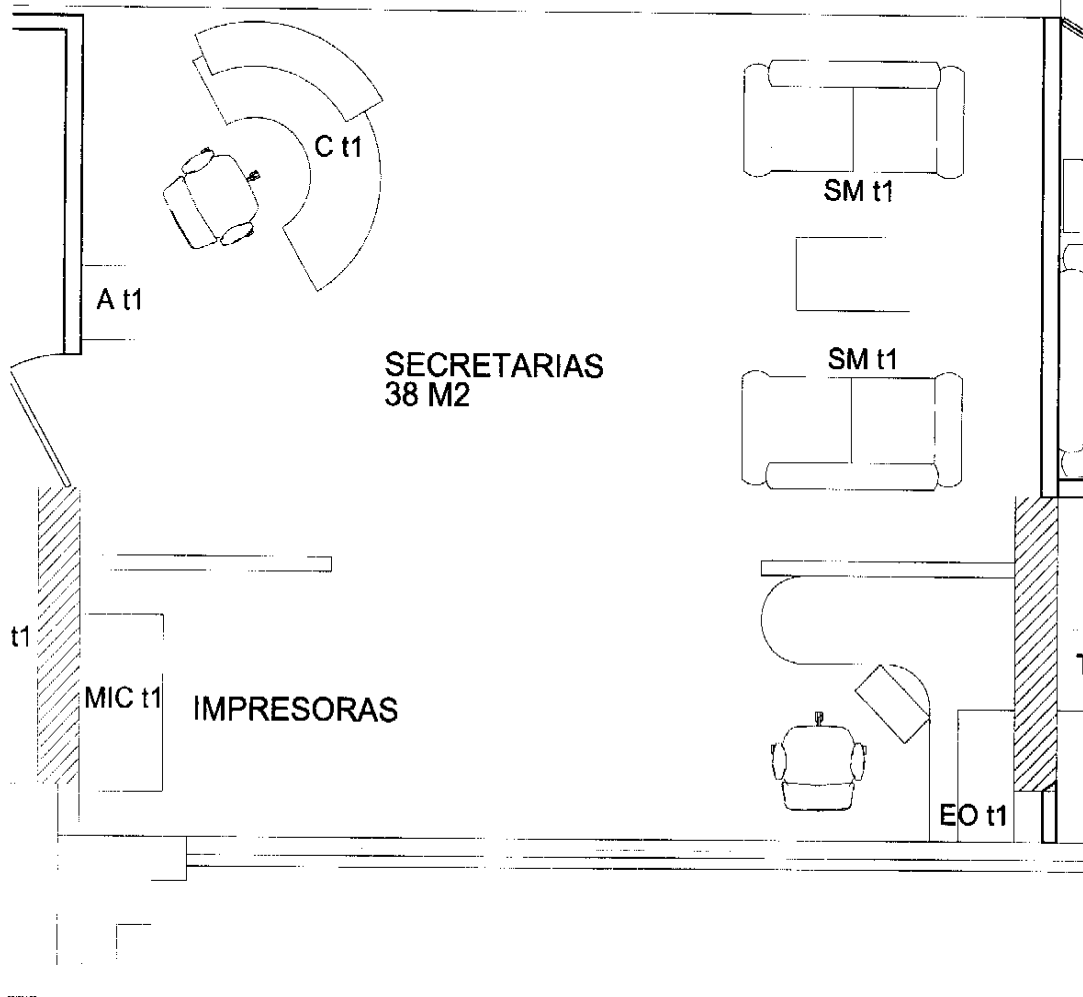 C t1
SM t1
A t1
SECRETARIAS
38 M2
SM t1
t1
MIC t1
IMPRESORAS
EO t1